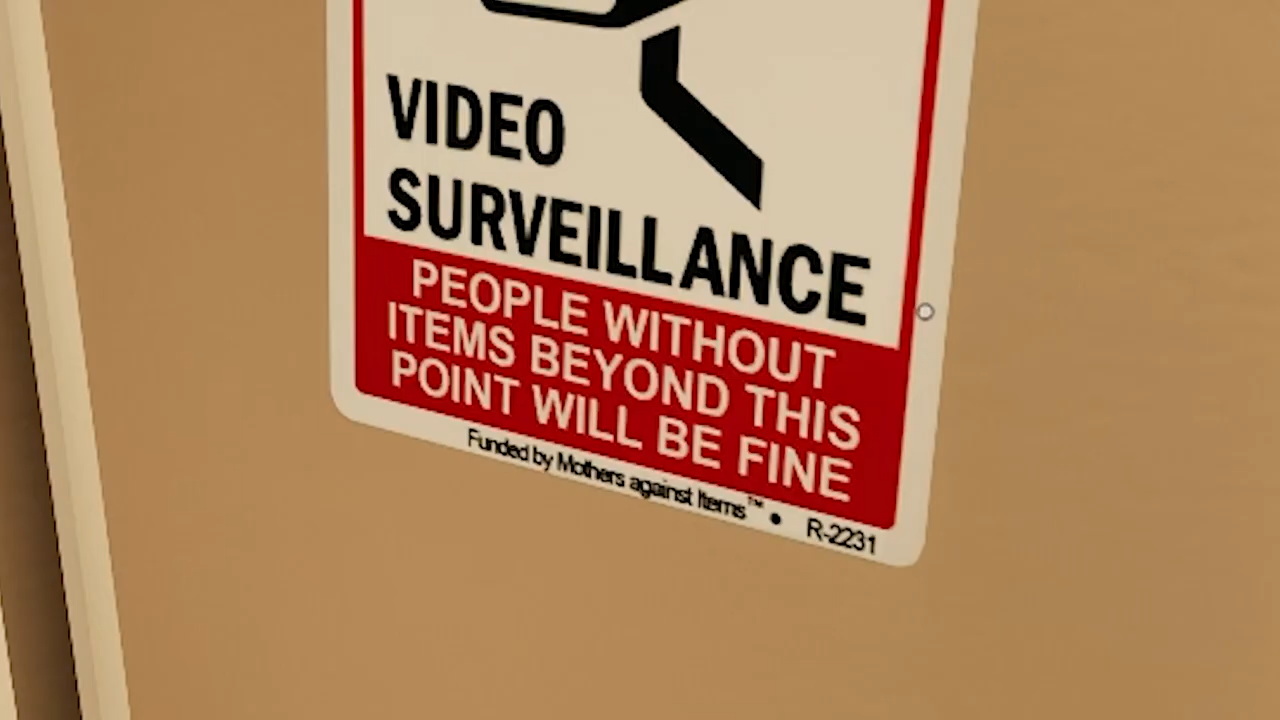 VIDEO
SURVEILLANCE
PEOPLE WITHOUT
ITEMS BEYOND THIS
POINT WILL BE FINE
Funded by Mothers against Items™ • R-2231